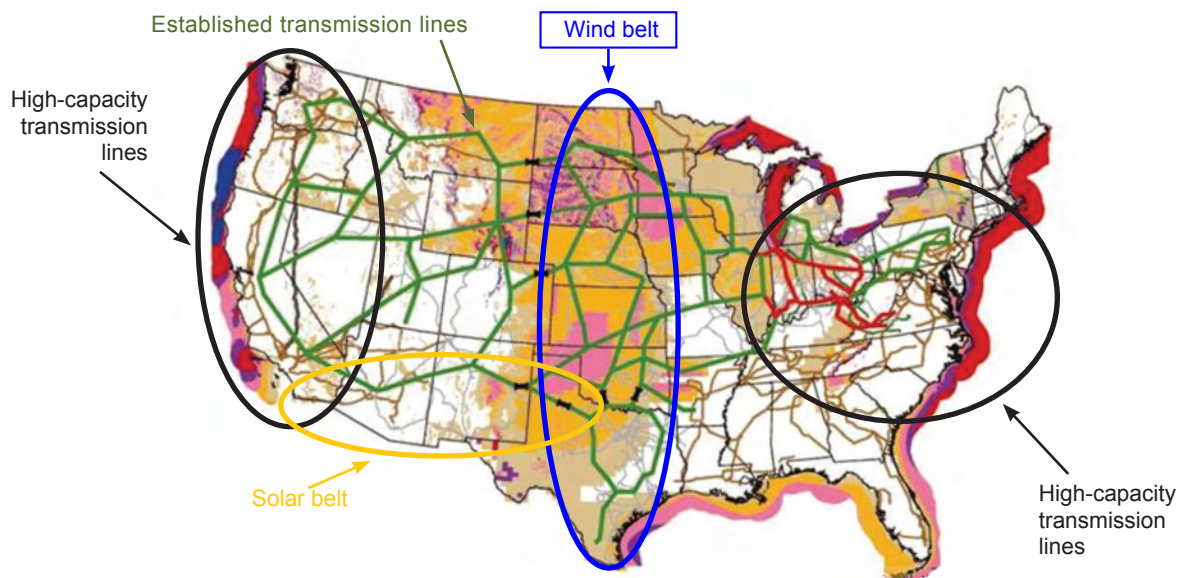 Established transmission lines
Wind belt
High-capacity
transmission
lines
Solar belt
High-capacity
transmission
lines